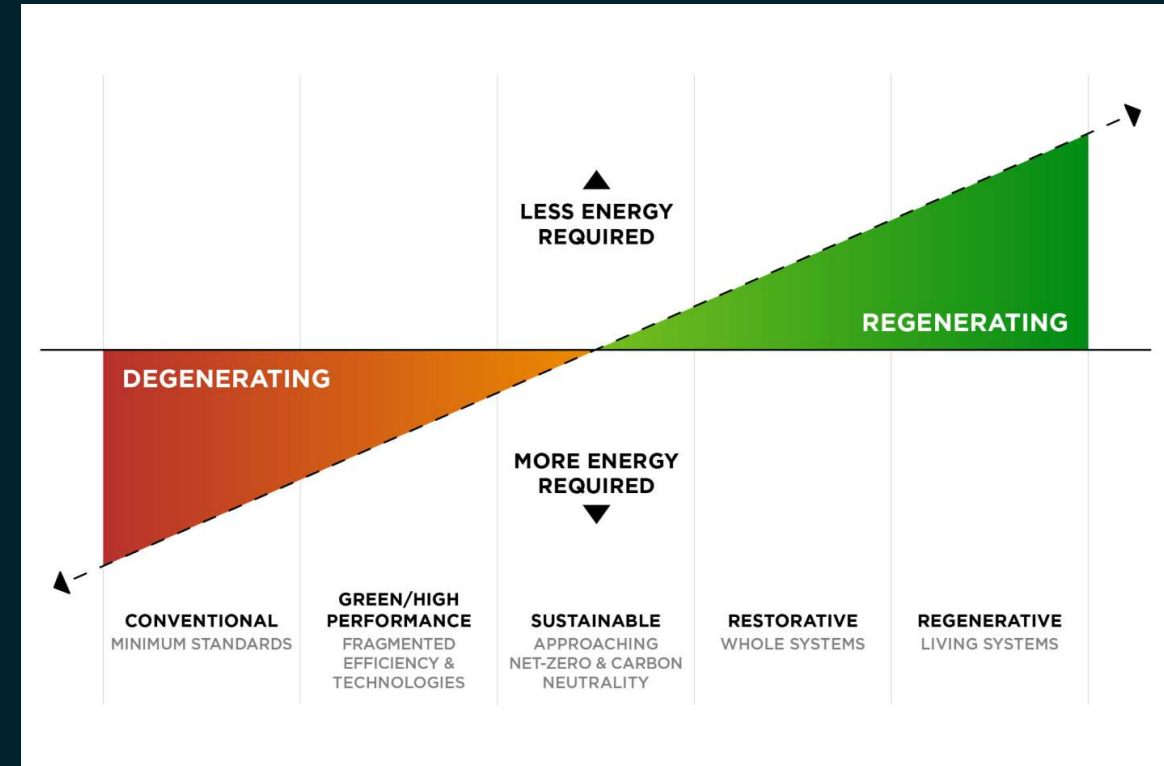 LESS ENERGY
REQUIRED
REGENERATING
DEGENERATING
MORE ENERGY
REQUIRED
CONVENTIONAL
MINIMUM STANDARDS
GREEN/HIGH
PERFORMANCE
FRAGMENTED
EFFICIENCY &
TECHNOLOGIES
SUSTAINABLE
APPROACHING
NET-ZERO & CARBON
NEUTRALITY
RESTORATIVE
WHOLE SYSTEMS
REGENERATIVE
LIVING SYSTEMS